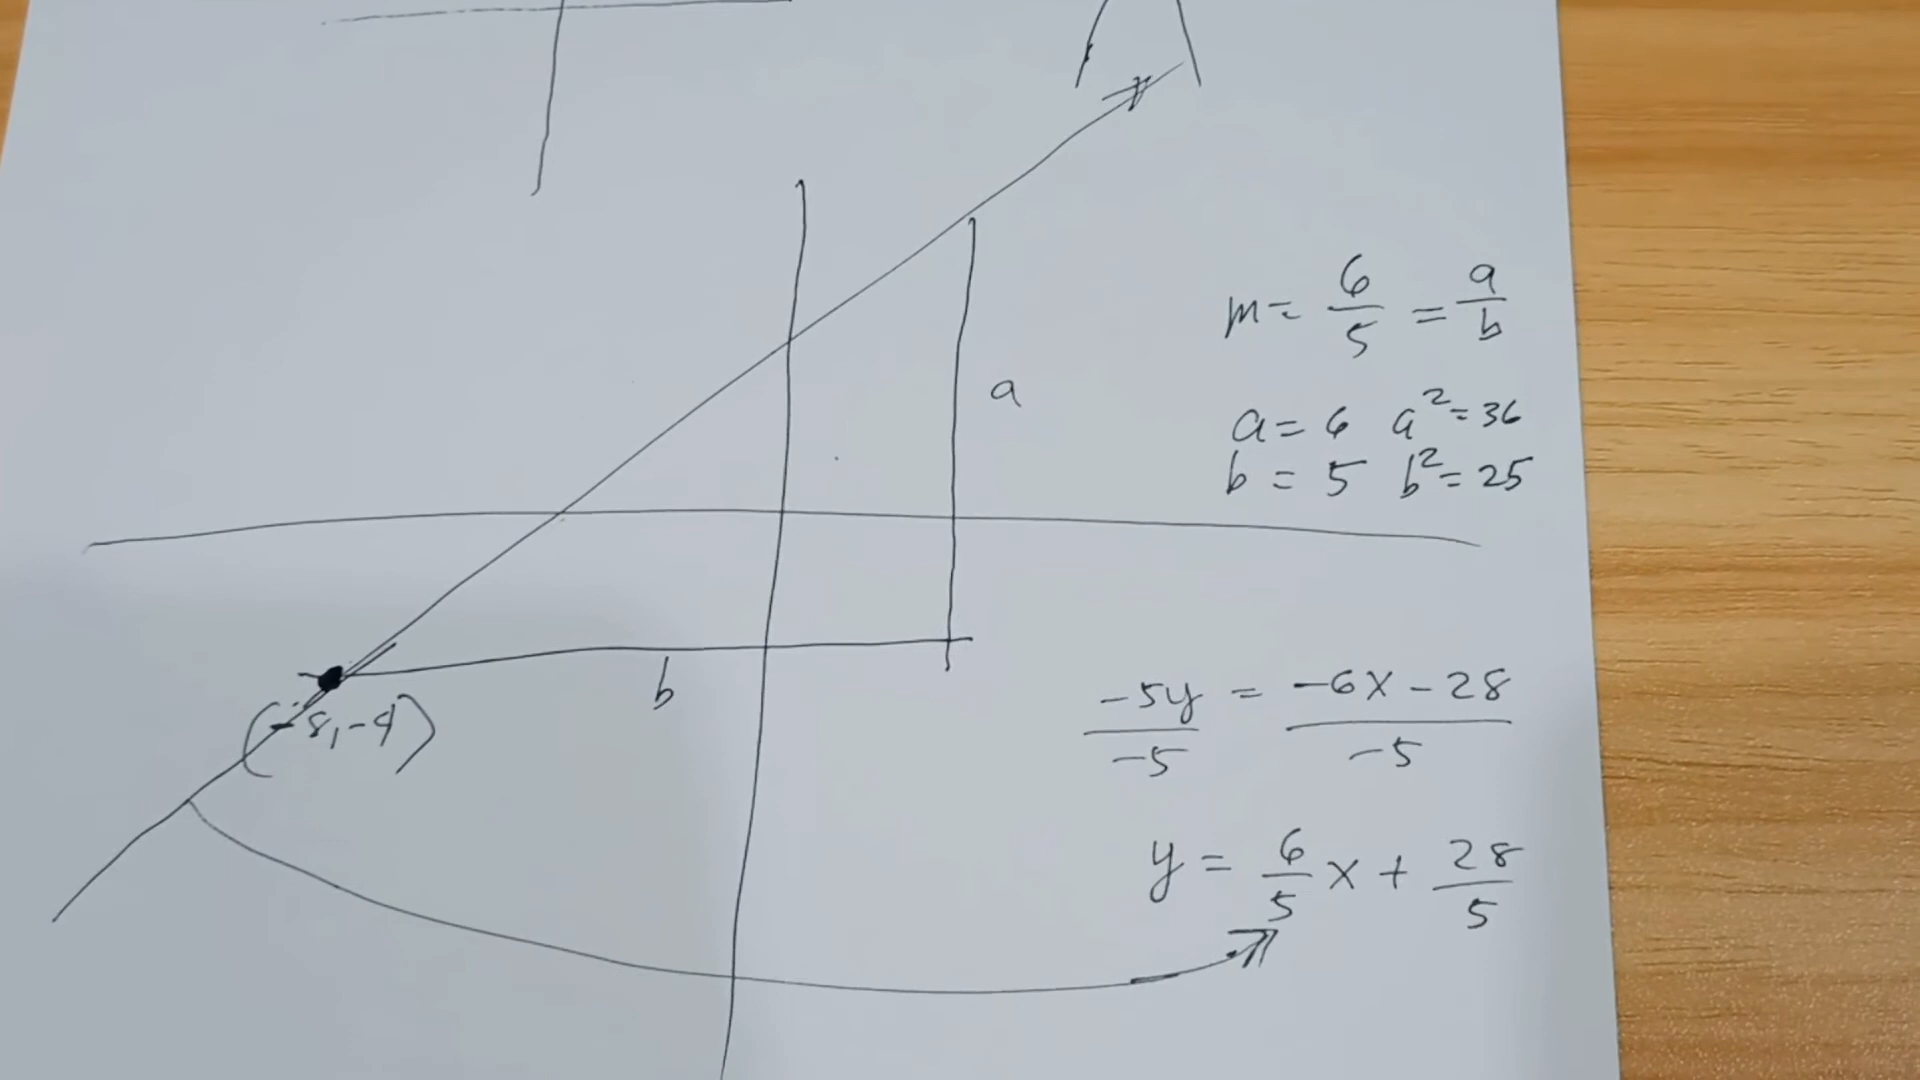 m = 6/5 = a/b
a
a = 6 a² = 36
b = 5 b² = 25
b
(-8, -4)
-5y/-5 = -6x - 28/-5
y = 6/5 x + 28/5